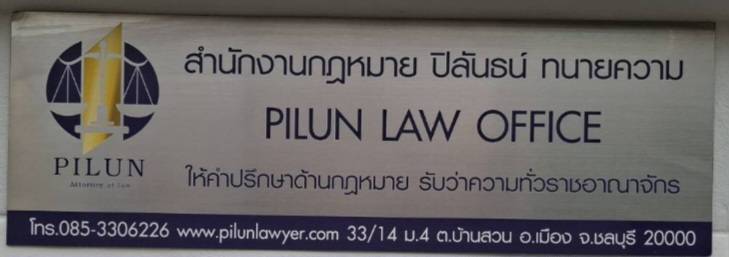 สำนักงานกฎหมาย ปิลันธน์ ทนายความ
PILUN LAW OFFICE
PILUN
Attorney at Law
ให้คำปรึกษาด้านกฎหมาย รับว่าความทั่วราชอาณาจักร
โทร.085-3306226 www.pilunlawyer.com 33/14 ม.4 ต.บ้านสวน อ.เมือง จ.ชลบุรี 20000